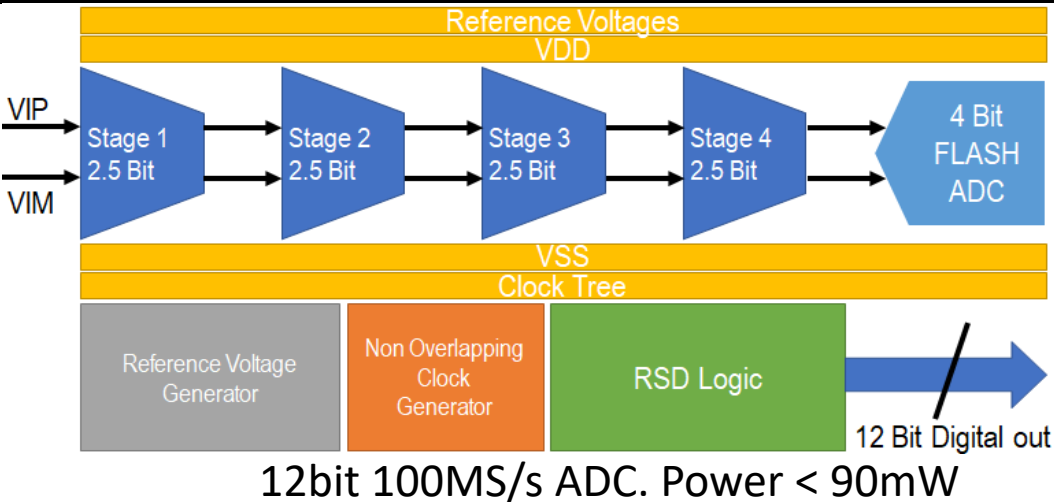 Reference Voltages
VDD
VIP
VIM
Stage 1
2.5 Bit
Stage 2
2.5 Bit
Stage 3
2.5 Bit
Stage 4
2.5 Bit
4 Bit
FLASH
ADC
VSS
Clock Tree
Reference Voltage
Generator
Non Overlapping
Clock
Generator
RSD Logic
12 Bit Digital out
12bit 100MS/s ADC. Power < 90mW